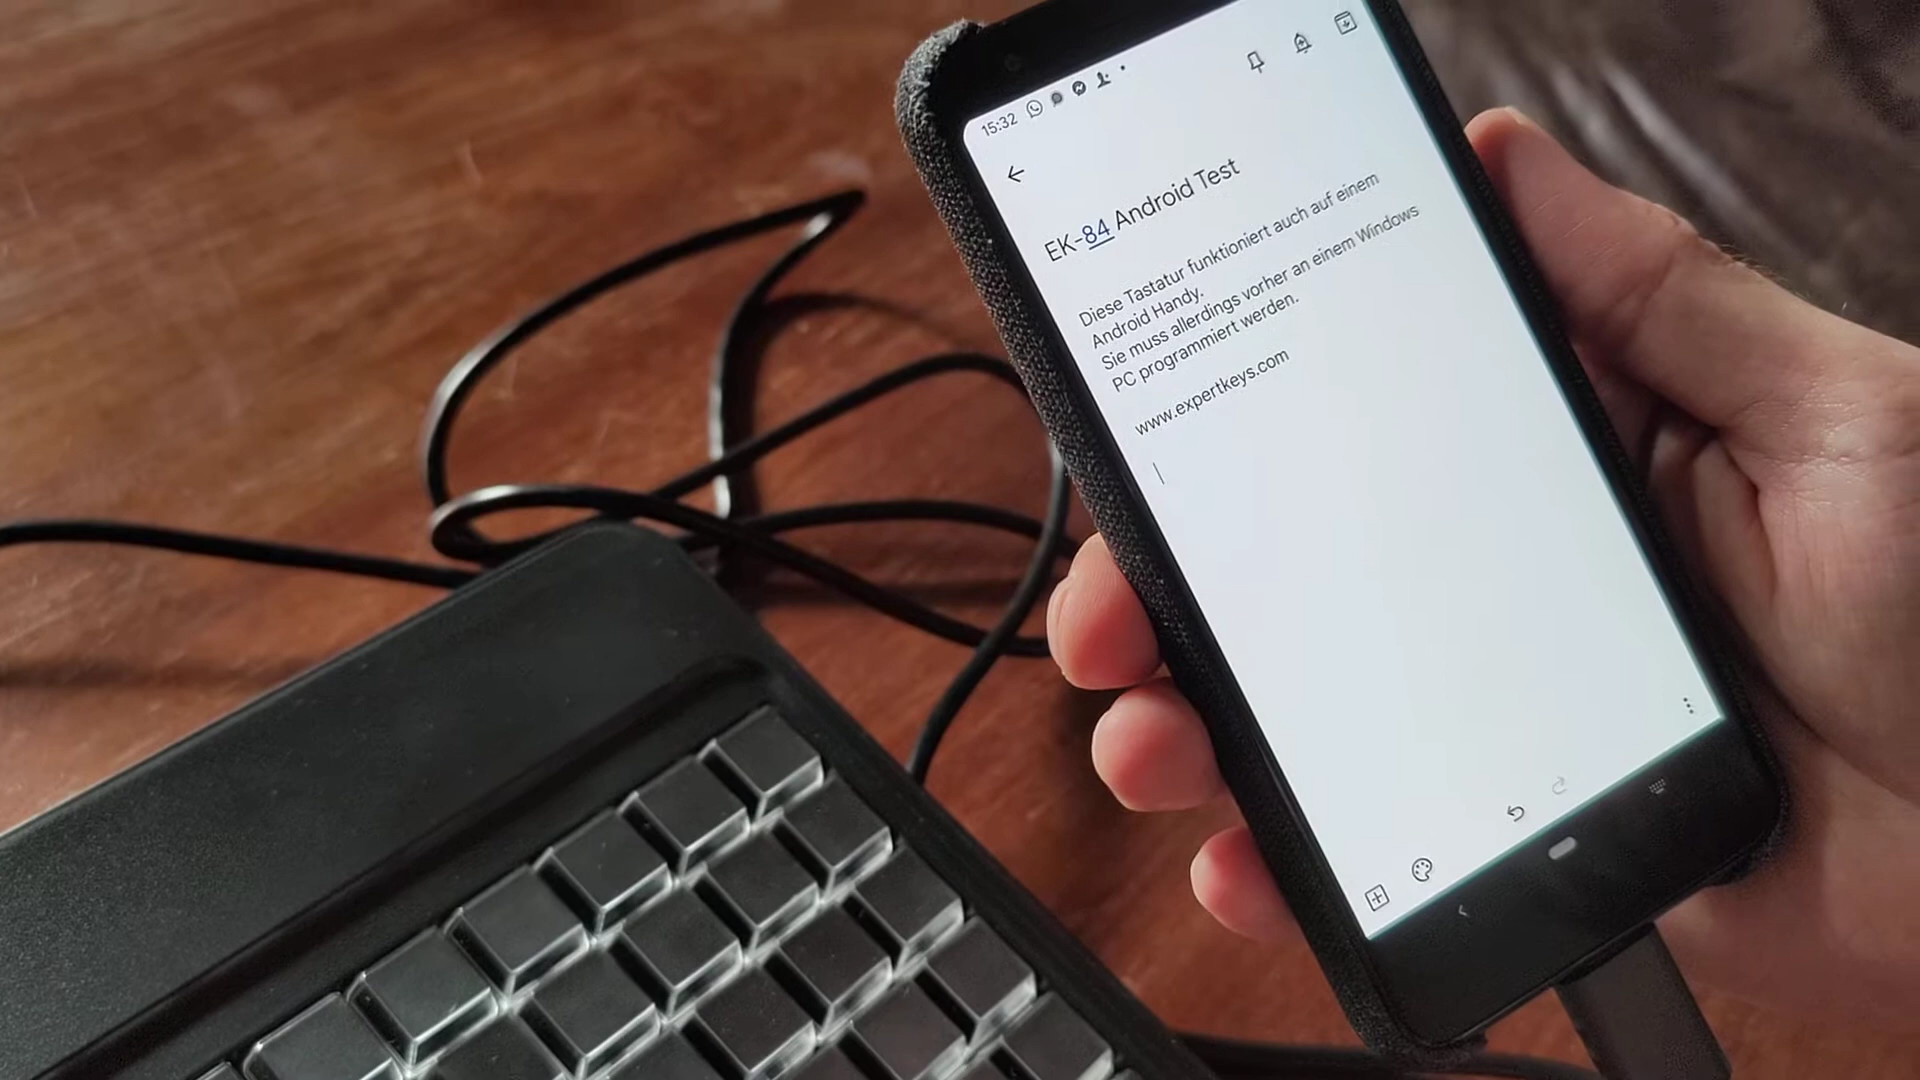 15:32
EK-84 Android Test
Diese Tastatur funktioniert auch auf einem
Android Handy.
Sie muss allerdings vorher an einem Windows
PC programmiert werden.
www.expertkeys.com